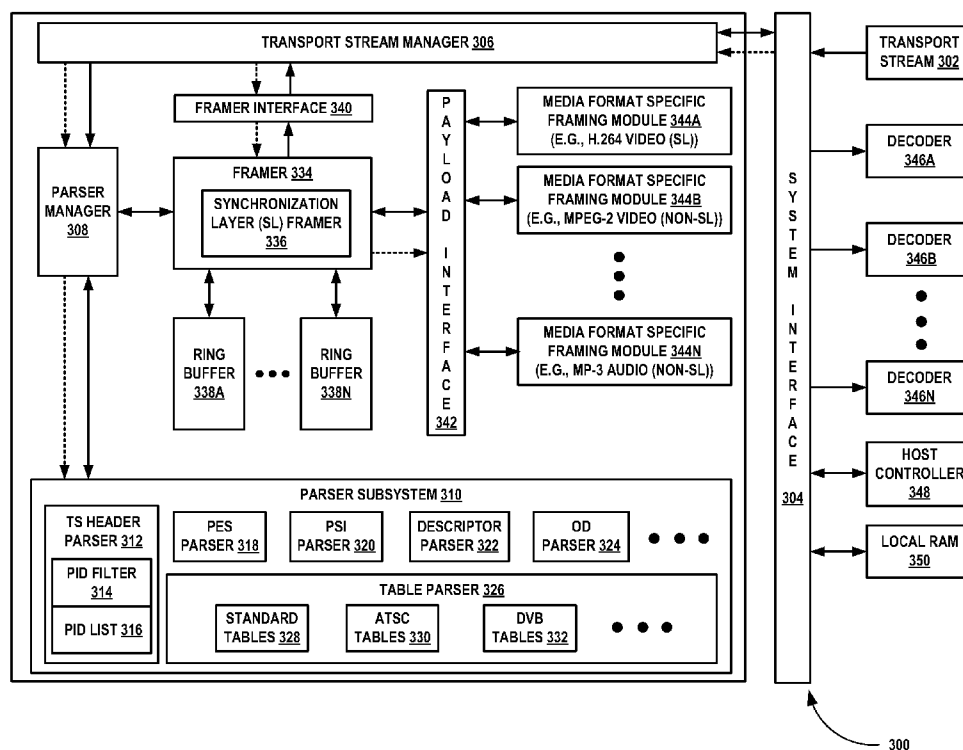 TRANSPORT STREAM MANAGER 306
FRAMER INTERFACE 340
PARSER
MANAGER
308
FRAMER 334
SYNCHRONIZATION
LAYER (SL) FRAMER
336
RING
BUFFER
338A
RING
BUFFER
338N
PAYLOAD INTERFACE
342
MEDIA FORMAT SPECIFIC
FRAMING MODULE 344A
(E.G., H.264 VIDEO (SL))
MEDIA FORMAT SPECIFIC
FRAMING MODULE 344B
(E.G., MPEG-2 VIDEO (NON-SL))
MEDIA FORMAT SPECIFIC
FRAMING MODULE 344N
(E.G., MP-3 AUDIO (NON-SL))
PARSER SUBSYSTEM 310
TS HEADER
PARSER 312
PID FILTER
314
PID LIST 316
PES
PARSER 318
PSI
PARSER 320
DESCRIPTOR
PARSER 322
OD
PARSER 324
TABLE PARSER 326
STANDARD
TABLES 328
ATSC
TABLES 330
DVB
TABLES 332
SYSTEM INTERFACE
304
TRANSPORT
STREAM 302
DECODER
346A
DECODER
346B
DECODER
346N
HOST
CONTROLLER
348
LOCAL RAM
350
300